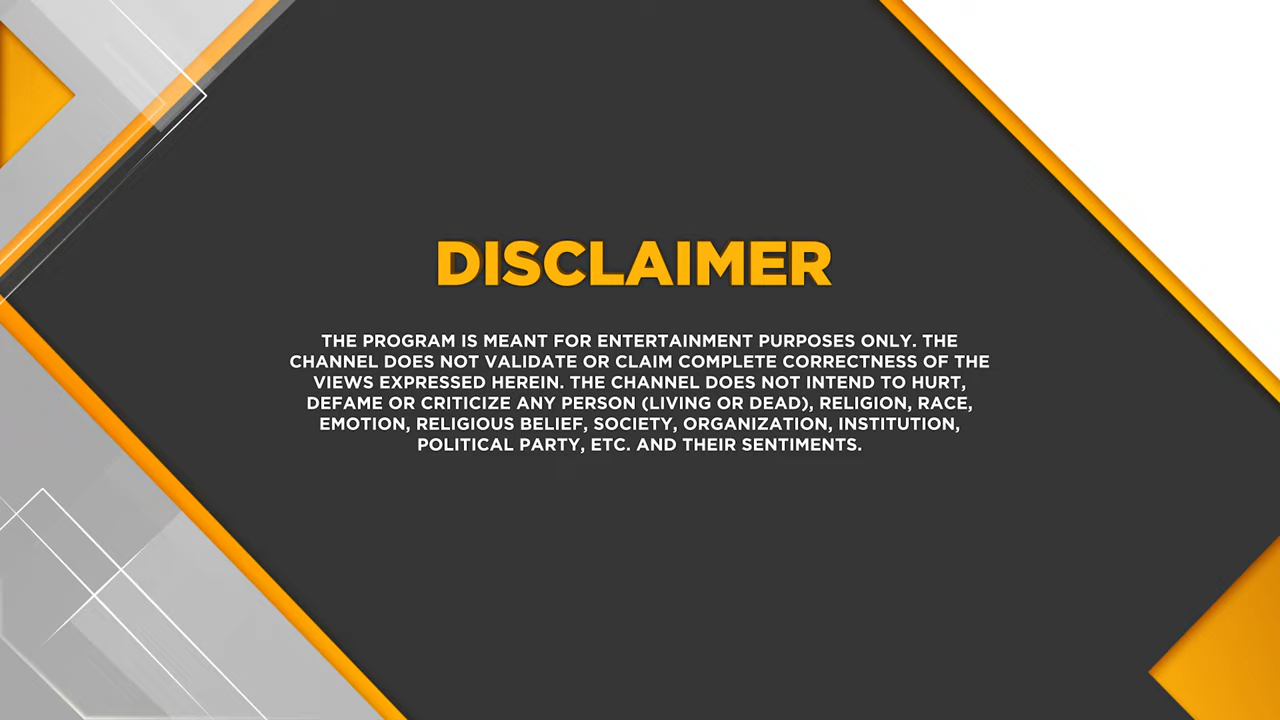 DISCLAIMER
THE PROGRAM IS MEANT FOR ENTERTAINMENT PURPOSES ONLY. THE
CHANNEL DOES NOT VALIDATE OR CLAIM COMPLETE CORRECTNESS OF THE
VIEWS EXPRESSED HEREIN. THE CHANNEL DOES NOT INTEND TO HURT,
DEFAME OR CRITICIZE ANY PERSON (LIVING OR DEAD), RELIGION, RACE,
EMOTION, RELIGIOUS BELIEF, SOCIETY, ORGANIZATION, INSTITUTION,
POLITICAL PARTY, ETC. AND THEIR SENTIMENTS.